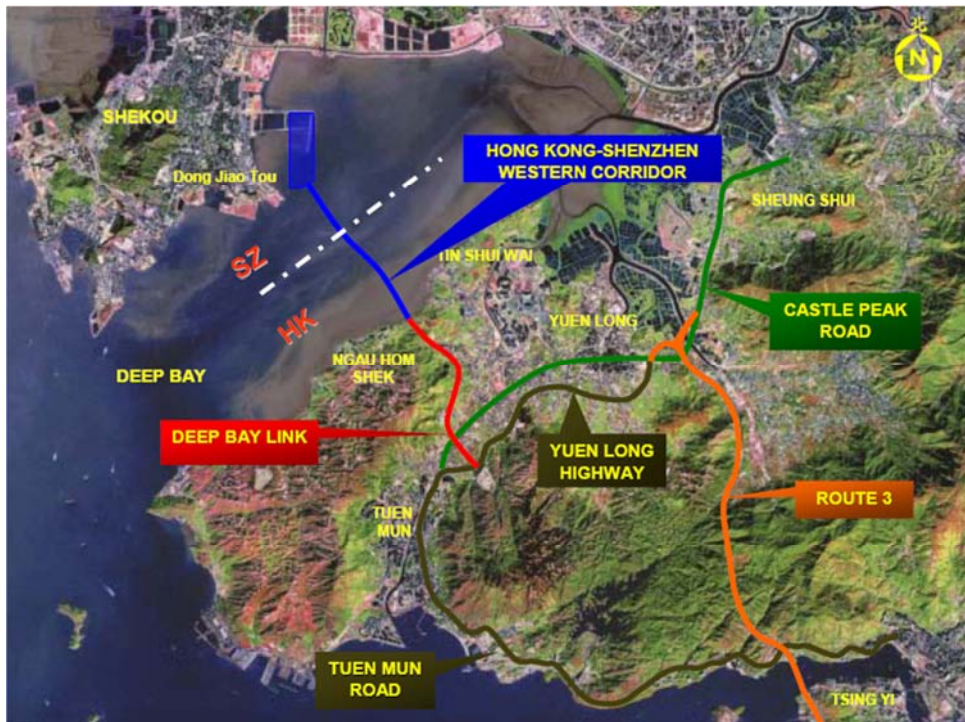 北
N
SHEKOU
HONG KONG-SHENZHEN
WESTERN CORRIDOR
Dong Jiao Tou
SHEUNG SHUI
SZ
TIN SHUI WAI
HK
YUEN LONG
CASTLE PEAK
ROAD
NGAU HOM
SHEK
DEEP BAY
DEEP BAY LINK
YUEN LONG
HIGHWAY
ROUTE 3
TUEN
MUN
TUEN MUN
ROAD
TSING YI